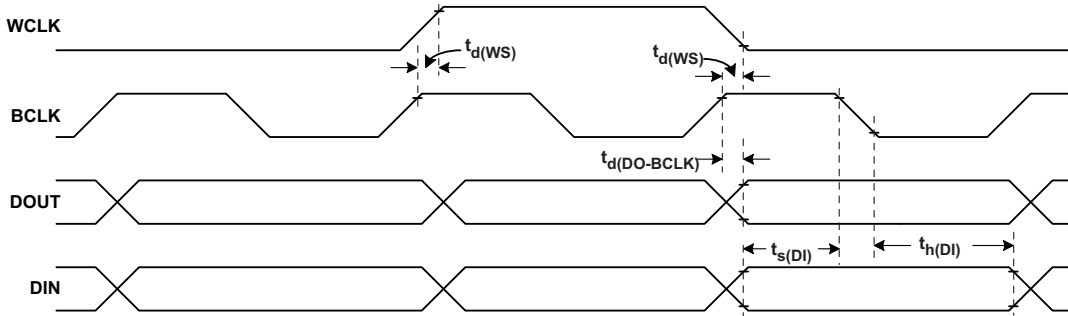 WCLK
td(WS)
td(WS)
BCLK
td(DO-BCLK)
DOUT
ts(DI)
th(DI)
DIN